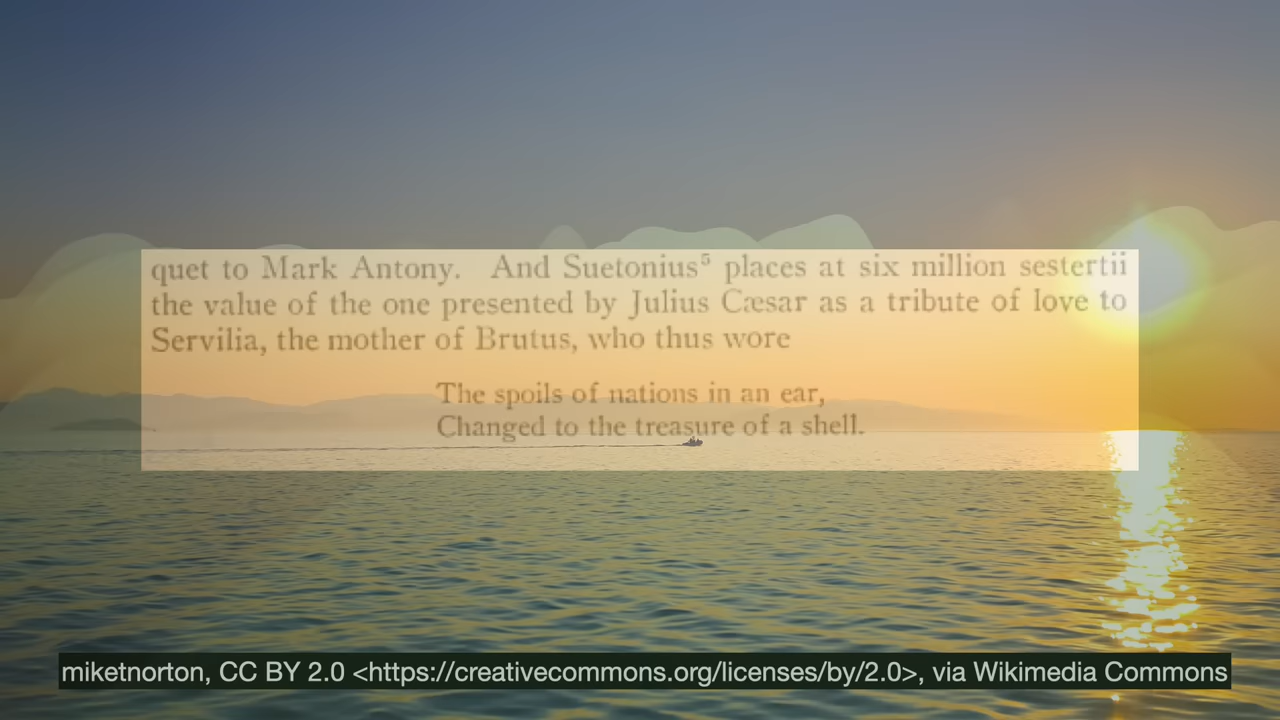 quet to Mark Antony. And Suetonius⁵ places at six million sestertii
the value of the one presented by Julius Cæsar as a tribute of love to
Servilia, the mother of Brutus, who thus wore
The spoils of nations in an ear,
Changed to the treasure of a shell.
miketnorton, CC BY 2.0 <https://creativecommons.org/licenses/by/2.0>, via Wikimedia Commons